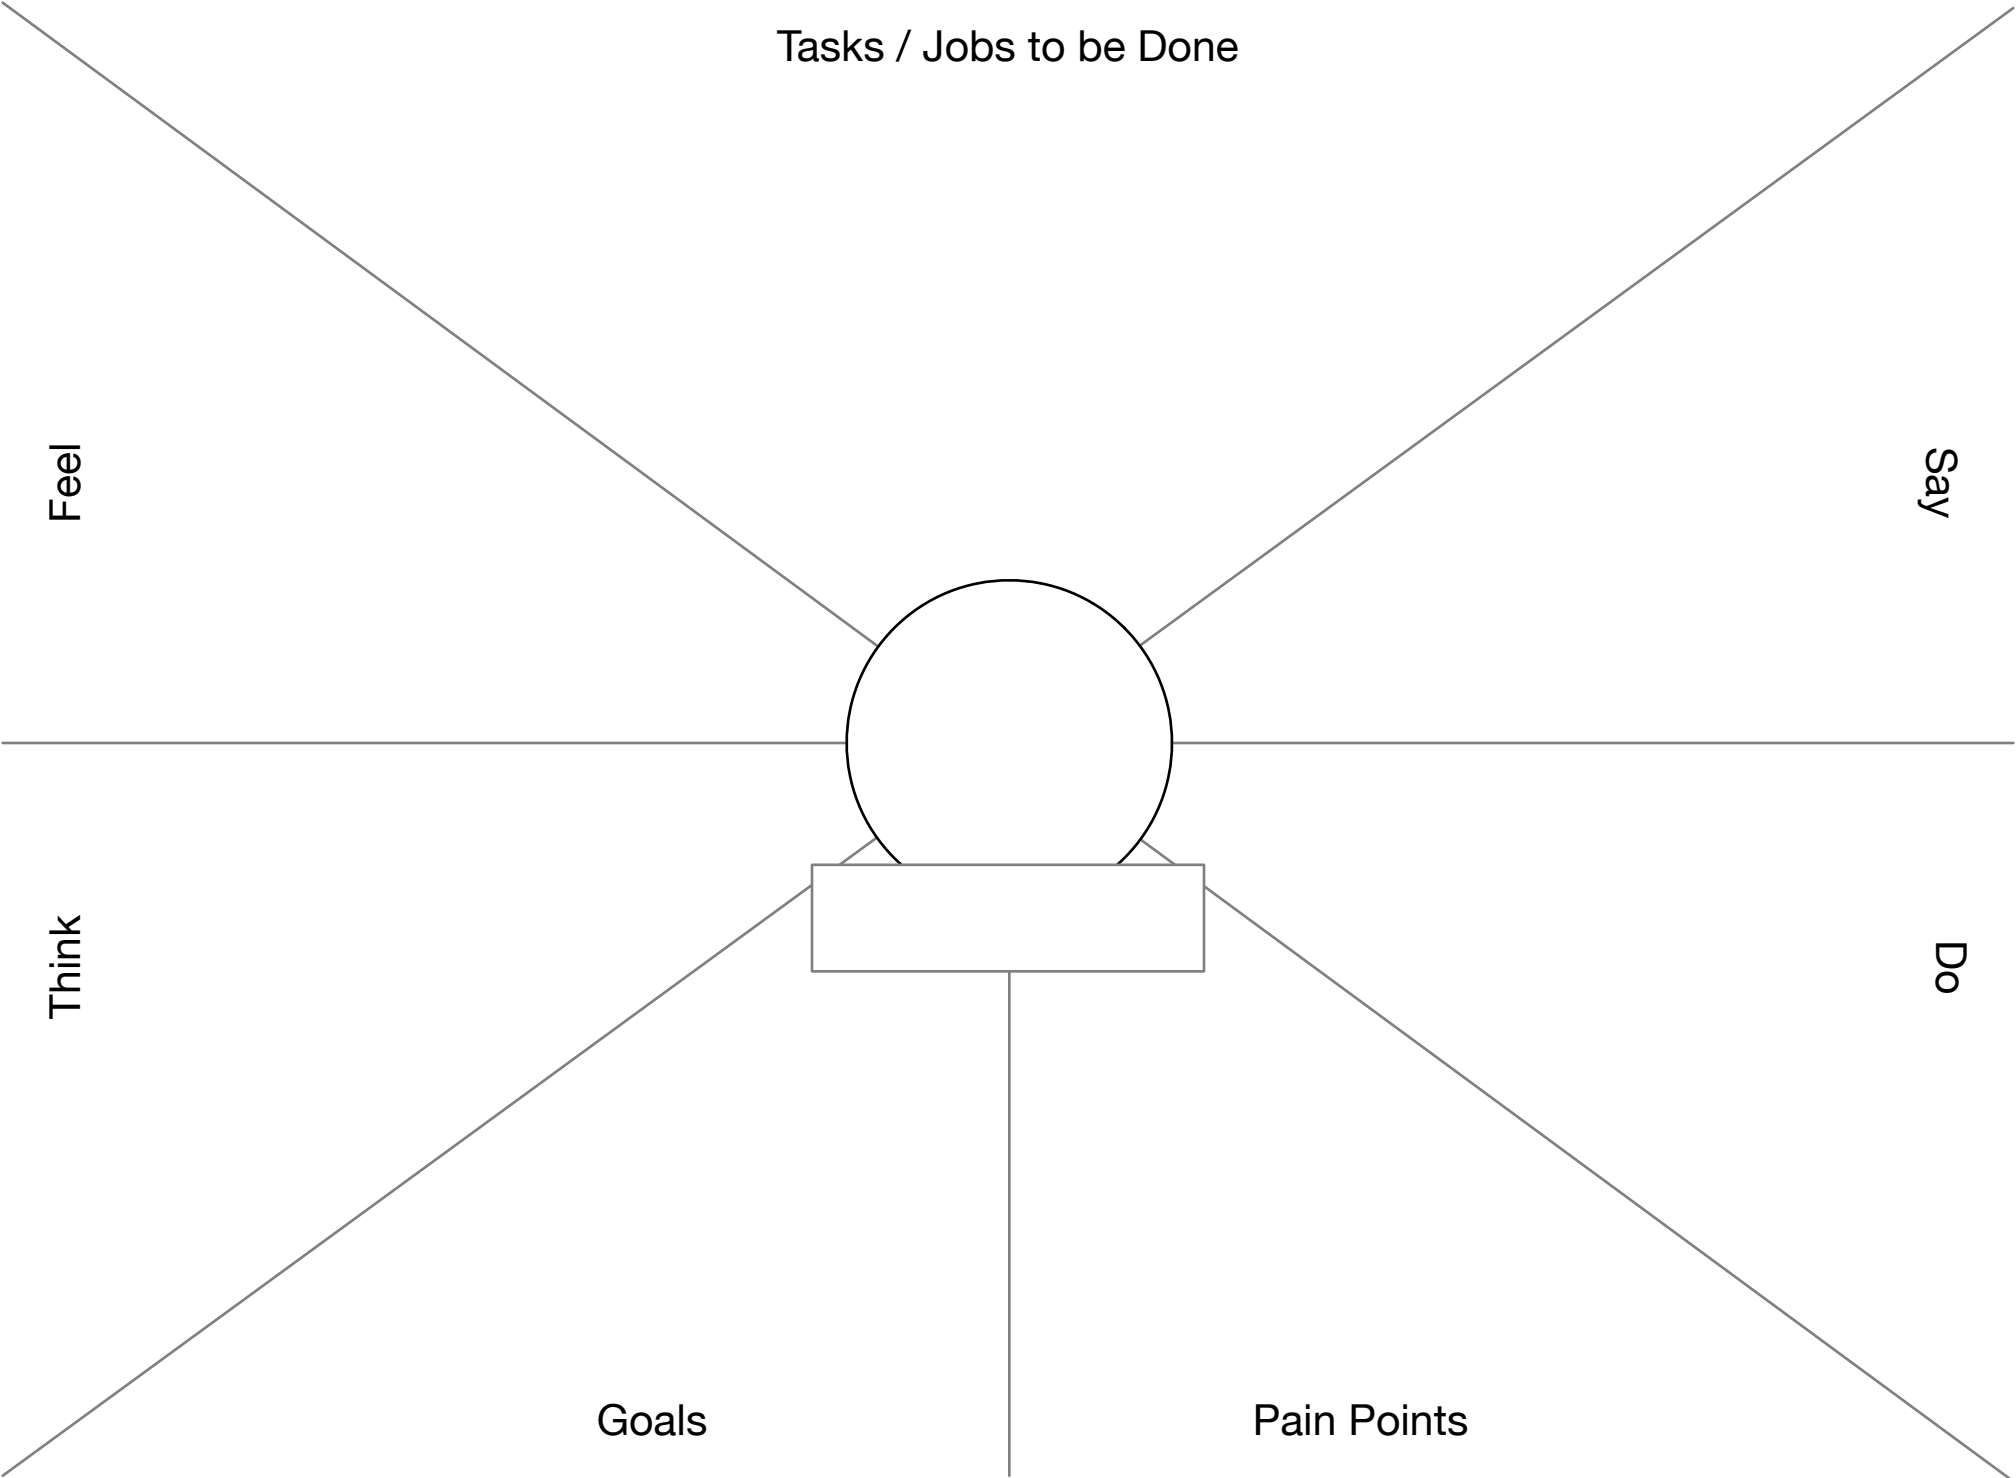 Tasks / Jobs to be Done
Feel
Say
Think
Do
Goals
Pain Points